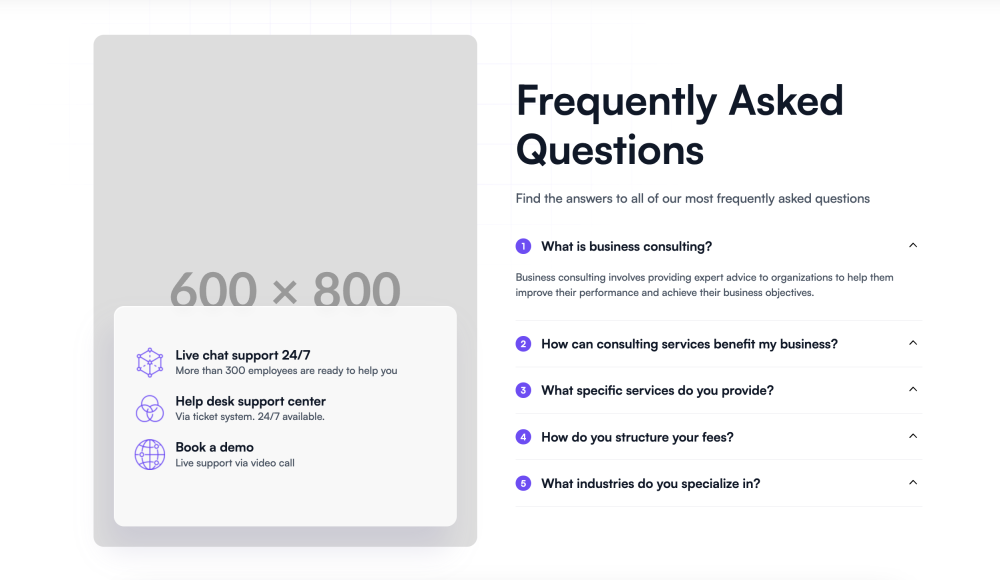 600 × 800
Live chat support 24/7
More than 300 employees are ready to help you
Help desk support center
Via ticket system. 24/7 available.
Book a demo
Live support via video call
Frequently Asked
Questions
Find the answers to all of our most frequently asked questions
1 What is business consulting?
Business consulting involves providing expert advice to organizations to help them
improve their performance and achieve their business objectives.
2 How can consulting services benefit my business?
3 What specific services do you provide?
4 How do you structure your fees?
5 What industries do you specialize in?